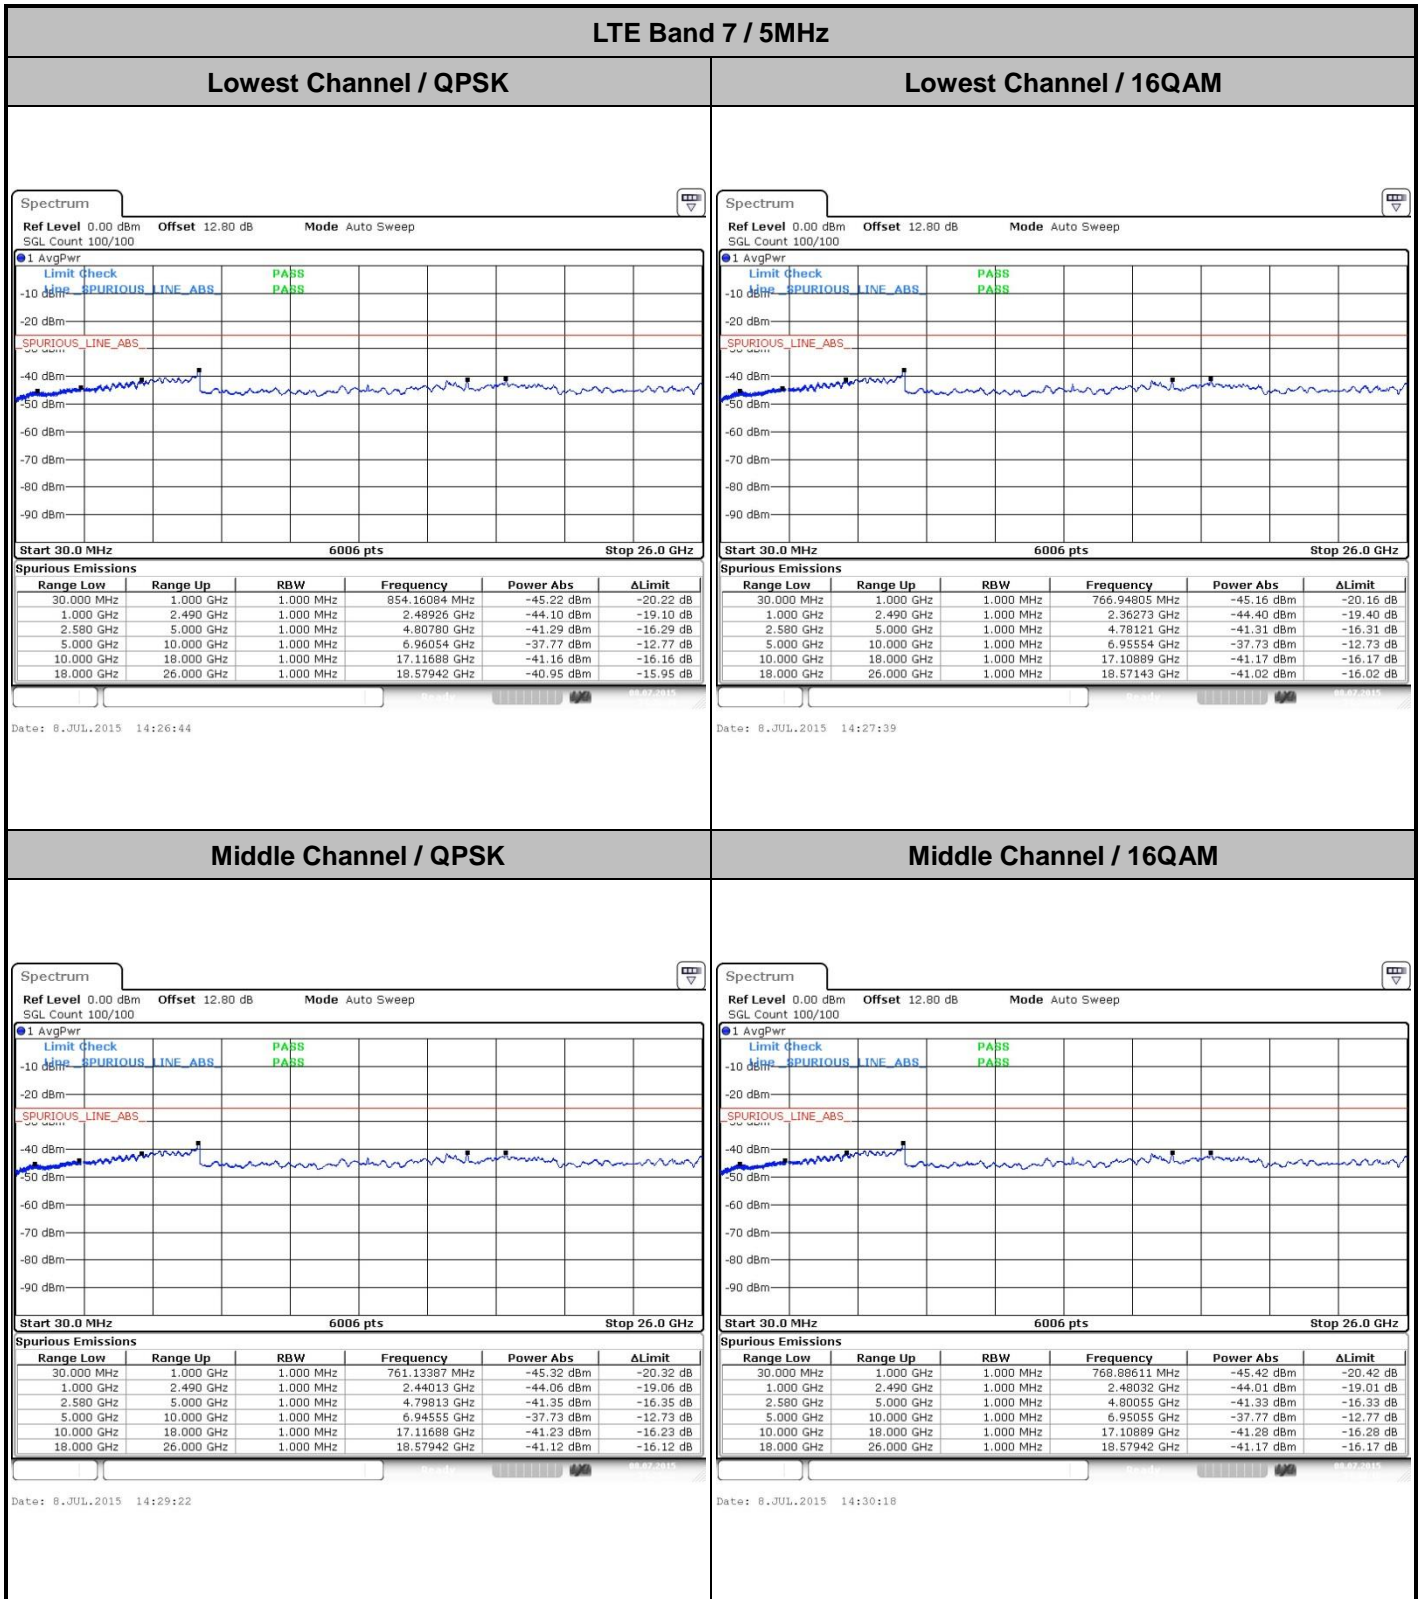 LTE Band 7 / 5MHz
Lowest Channel / QPSK
Lowest Channel / 16QAM
Spectrum
Ref Level 0.00 dBm Offset 12.80 dB Mode Auto Sweep
SGL Count 100/100
1 AvgPwr
Limit Check PASS
Line _SPURIOUS_LINE_ABS_ PASS
-10 dBm
-20 dBm
_SPURIOUS_LINE_ABS_
-40 dBm
-50 dBm
-60 dBm
-70 dBm
-80 dBm
-90 dBm
Start 30.0 MHz 6006 pts Stop 26.0 GHz
Spurious Emissions
Range Low Range Up RBW Frequency Power Abs ΔLimit
30.000 MHz 1.000 GHz 1.000 MHz 854.16084 MHz -45.22 dBm -20.22 dB
1.000 GHz 2.490 GHz 1.000 MHz 2.48926 GHz -44.10 dBm -19.10 dB
2.580 GHz 5.000 GHz 1.000 MHz 4.80780 GHz -41.29 dBm -16.29 dB
5.000 GHz 10.000 GHz 1.000 MHz 6.96054 GHz -37.77 dBm -12.77 dB
10.000 GHz 18.000 GHz 1.000 MHz 17.11688 GHz -41.16 dBm -16.16 dB
18.000 GHz 26.000 GHz 1.000 MHz 18.57942 GHz -40.95 dBm -15.95 dB
Ready 08.07.2015
Date: 8.JUL.2015 14:26:44
Spectrum
Ref Level 0.00 dBm Offset 12.80 dB Mode Auto Sweep
SGL Count 100/100
1 AvgPwr
Limit Check PASS
Line _SPURIOUS_LINE_ABS_ PASS
-10 dBm
-20 dBm
_SPURIOUS_LINE_ABS_
-40 dBm
-50 dBm
-60 dBm
-70 dBm
-80 dBm
-90 dBm
Start 30.0 MHz 6006 pts Stop 26.0 GHz
Spurious Emissions
Range Low Range Up RBW Frequency Power Abs ΔLimit
30.000 MHz 1.000 GHz 1.000 MHz 766.94805 MHz -45.16 dBm -20.16 dB
1.000 GHz 2.490 GHz 1.000 MHz 2.36273 GHz -44.40 dBm -19.40 dB
2.580 GHz 5.000 GHz 1.000 MHz 4.78121 GHz -41.31 dBm -16.31 dB
5.000 GHz 10.000 GHz 1.000 MHz 6.95554 GHz -37.73 dBm -12.73 dB
10.000 GHz 18.000 GHz 1.000 MHz 17.10889 GHz -41.17 dBm -16.17 dB
18.000 GHz 26.000 GHz 1.000 MHz 18.57143 GHz -41.02 dBm -16.02 dB
Ready 08.07.2015
Date: 8.JUL.2015 14:27:39
Middle Channel / QPSK
Middle Channel / 16QAM
Spectrum
Ref Level 0.00 dBm Offset 12.80 dB Mode Auto Sweep
SGL Count 100/100
1 AvgPwr
Limit Check PASS
Line _SPURIOUS_LINE_ABS_ PASS
-10 dBm
-20 dBm
_SPURIOUS_LINE_ABS_
-40 dBm
-50 dBm
-60 dBm
-70 dBm
-80 dBm
-90 dBm
Start 30.0 MHz 6006 pts Stop 26.0 GHz
Spurious Emissions
Range Low Range Up RBW Frequency Power Abs ΔLimit
30.000 MHz 1.000 GHz 1.000 MHz 761.13387 MHz -45.32 dBm -20.32 dB
1.000 GHz 2.490 GHz 1.000 MHz 2.44013 GHz -44.06 dBm -19.06 dB
2.580 GHz 5.000 GHz 1.000 MHz 4.79813 GHz -41.35 dBm -16.35 dB
5.000 GHz 10.000 GHz 1.000 MHz 6.94555 GHz -37.73 dBm -12.73 dB
10.000 GHz 18.000 GHz 1.000 MHz 17.11688 GHz -41.23 dBm -16.23 dB
18.000 GHz 26.000 GHz 1.000 MHz 18.57942 GHz -41.12 dBm -16.12 dB
Ready 08.07.2015
Date: 8.JUL.2015 14:29:22
Spectrum
Ref Level 0.00 dBm Offset 12.80 dB Mode Auto Sweep
SGL Count 100/100
1 AvgPwr
Limit Check PASS
Line _SPURIOUS_LINE_ABS_ PASS
-10 dBm
-20 dBm
_SPURIOUS_LINE_ABS_
-40 dBm
-50 dBm
-60 dBm
-70 dBm
-80 dBm
-90 dBm
Start 30.0 MHz 6006 pts Stop 26.0 GHz
Spurious Emissions
Range Low Range Up RBW Frequency Power Abs ΔLimit
30.000 MHz 1.000 GHz 1.000 MHz 768.88611 MHz -45.42 dBm -20.42 dB
1.000 GHz 2.490 GHz 1.000 MHz 2.48032 GHz -44.01 dBm -19.01 dB
2.580 GHz 5.000 GHz 1.000 MHz 4.80055 GHz -41.33 dBm -16.33 dB
5.000 GHz 10.000 GHz 1.000 MHz 6.95055 GHz -37.77 dBm -12.77 dB
10.000 GHz 18.000 GHz 1.000 MHz 17.10889 GHz -41.28 dBm -16.28 dB
18.000 GHz 26.000 GHz 1.000 MHz 18.57942 GHz -41.17 dBm -16.17 dB
Ready 08.07.2015
Date: 8.JUL.2015 14:30:18